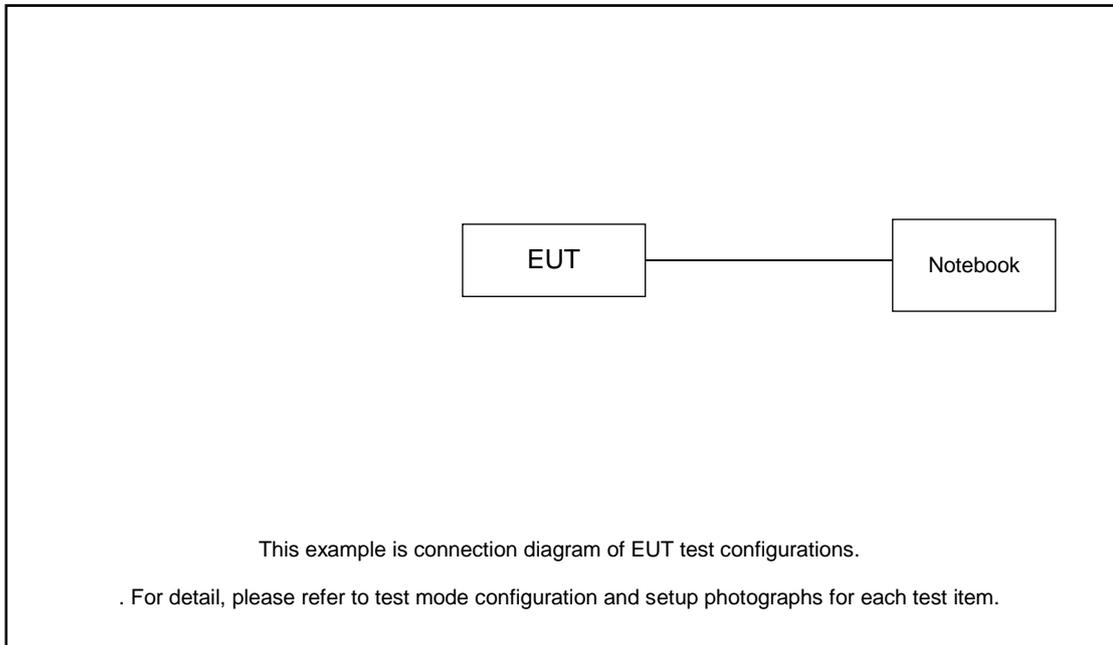 EUT
Notebook
This example is connection diagram of EUT test configurations.
. For detail, please refer to test mode configuration and setup photographs for each test item.